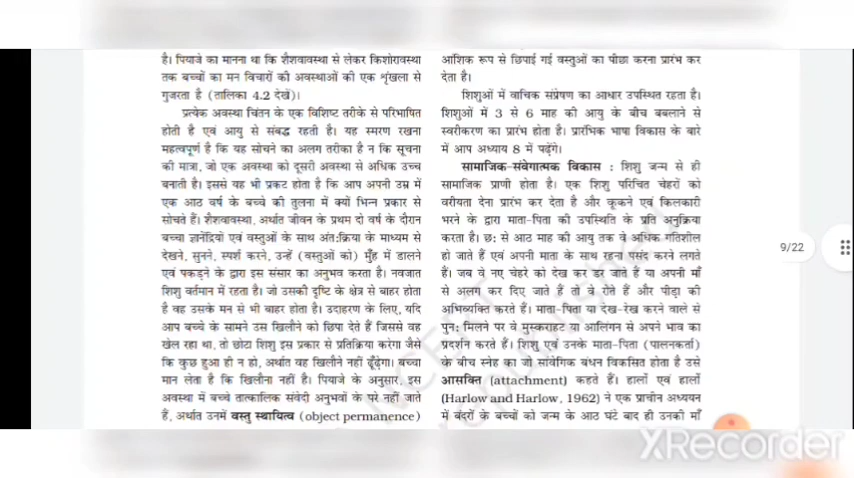 है। पियाजे का मानना था कि शैशवावस्था से लेकर किशोरावस्था
तक बच्चों का मन विचारों की अवस्थाओं की एक शृंखला से
गुजरता है (तालिका 4.2 देखें)।
प्रत्येक अवस्था चिंतन के एक विशिष्ट तरीके से परिभाषित
होती है एवं आयु से संबद्ध रहती है। यह स्मरण रखना
महत्वपूर्ण है कि यह सोचने का अलग तरीका है न कि सूचना
की मात्रा, जो एक अवस्था को दूसरी अवस्था से अधिक उच्च
बनाती है। इससे यह भी प्रकट होता है कि आप अपनी उम्र में
एक आठ वर्ष के बच्चे की तुलना में क्यों भिन्न प्रकार से
सोचते हैं। शैशवावस्था, अर्थात जीवन के प्रथम दो वर्ष के दौरान
बच्चा ज्ञानेंद्रियों एवं वस्तुओं के साथ अंत:क्रिया के माध्यम से
देखने, सुनने, स्पर्श करने, उन्हें (वस्तुओं को) मुँह में डालने
एवं पकड़ने के द्वारा इस संसार का अनुभव करता है। नवजात
शिशु वर्तमान में रहता है। जो उसकी दृष्टि के क्षेत्र से बाहर होता
है वह उसके मन से भी बाहर होता है। उदाहरण के लिए, यदि
आप बच्चे के सामने उस खिलौने को छिपा देते हैं जिससे वह
खेल रहा था, तो छोटा शिशु इस प्रकार से प्रतिक्रिया करेगा जैसे
कि कुछ हुआ ही न हो, अर्थात वह खिलौने नहीं ढूँढ़ेगा। बच्चा
मान लेता है कि खिलौना नहीं है। पियाजे के अनुसार, इस
अवस्था में बच्चे तात्कालिक संवेदी अनुभवों के परे नहीं जाते
हैं, अर्थात उनमें वस्तु स्थायित्व (object permanence)
आंशिक रूप से छिपाई गई वस्तुओं का पीछा करना प्रारंभ कर
देता है।
शिशुओं में वाचिक संप्रेषण का आधार उपस्थित रहता है।
शिशुओं में 3 से 6 माह की आयु के बीच बबलाने से
स्वरीकरण का प्रारंभ होता है। प्रारंभिक भाषा विकास के बारे
में आप अध्याय 8 में पढ़ेंगे।
सामाजिक-संवेगात्मक विकास : शिशु जन्म से ही
सामाजिक प्राणी होता है। एक शिशु परिचित चेहरों को
वरीयता देना प्रारंभ कर देता है और कूकने एवं किलकारी
भरने के द्वारा माता-पिता की उपस्थिति के प्रति अनुक्रिया
करता है। छ: से आठ माह की आयु तक वे अधिक गतिशील
हो जाते हैं एवं अपनी माता के साथ रहना पसंद करने लगते
हैं। जब वे नए चेहरे को देख कर डर जाते हैं या अपनी माँ
से अलग कर दिए जाते हैं तो वे रोते हैं और पीड़ा की
अभिव्यक्ति करते हैं। माता-पिता या देख-रेख करने वाले से
पुन: मिलने पर वे मुस्कराहट या आलिंगन से अपने भाव का
प्रदर्शन करते हैं। शिशु एवं उनके माता-पिता (पालनकर्ता)
के बीच स्नेह का जो सांवेगिक बंधन विकसित होता है उसे
आसक्ति (attachment) कहते हैं। हार्लो एवं हार्लो
(Harlow and Harlow, 1962) ने एक प्राचीन अध्ययन
में बंदरों के बच्चों को जन्म के आठ घंटे बाद ही उनकी माँ
9/22
XRecorder